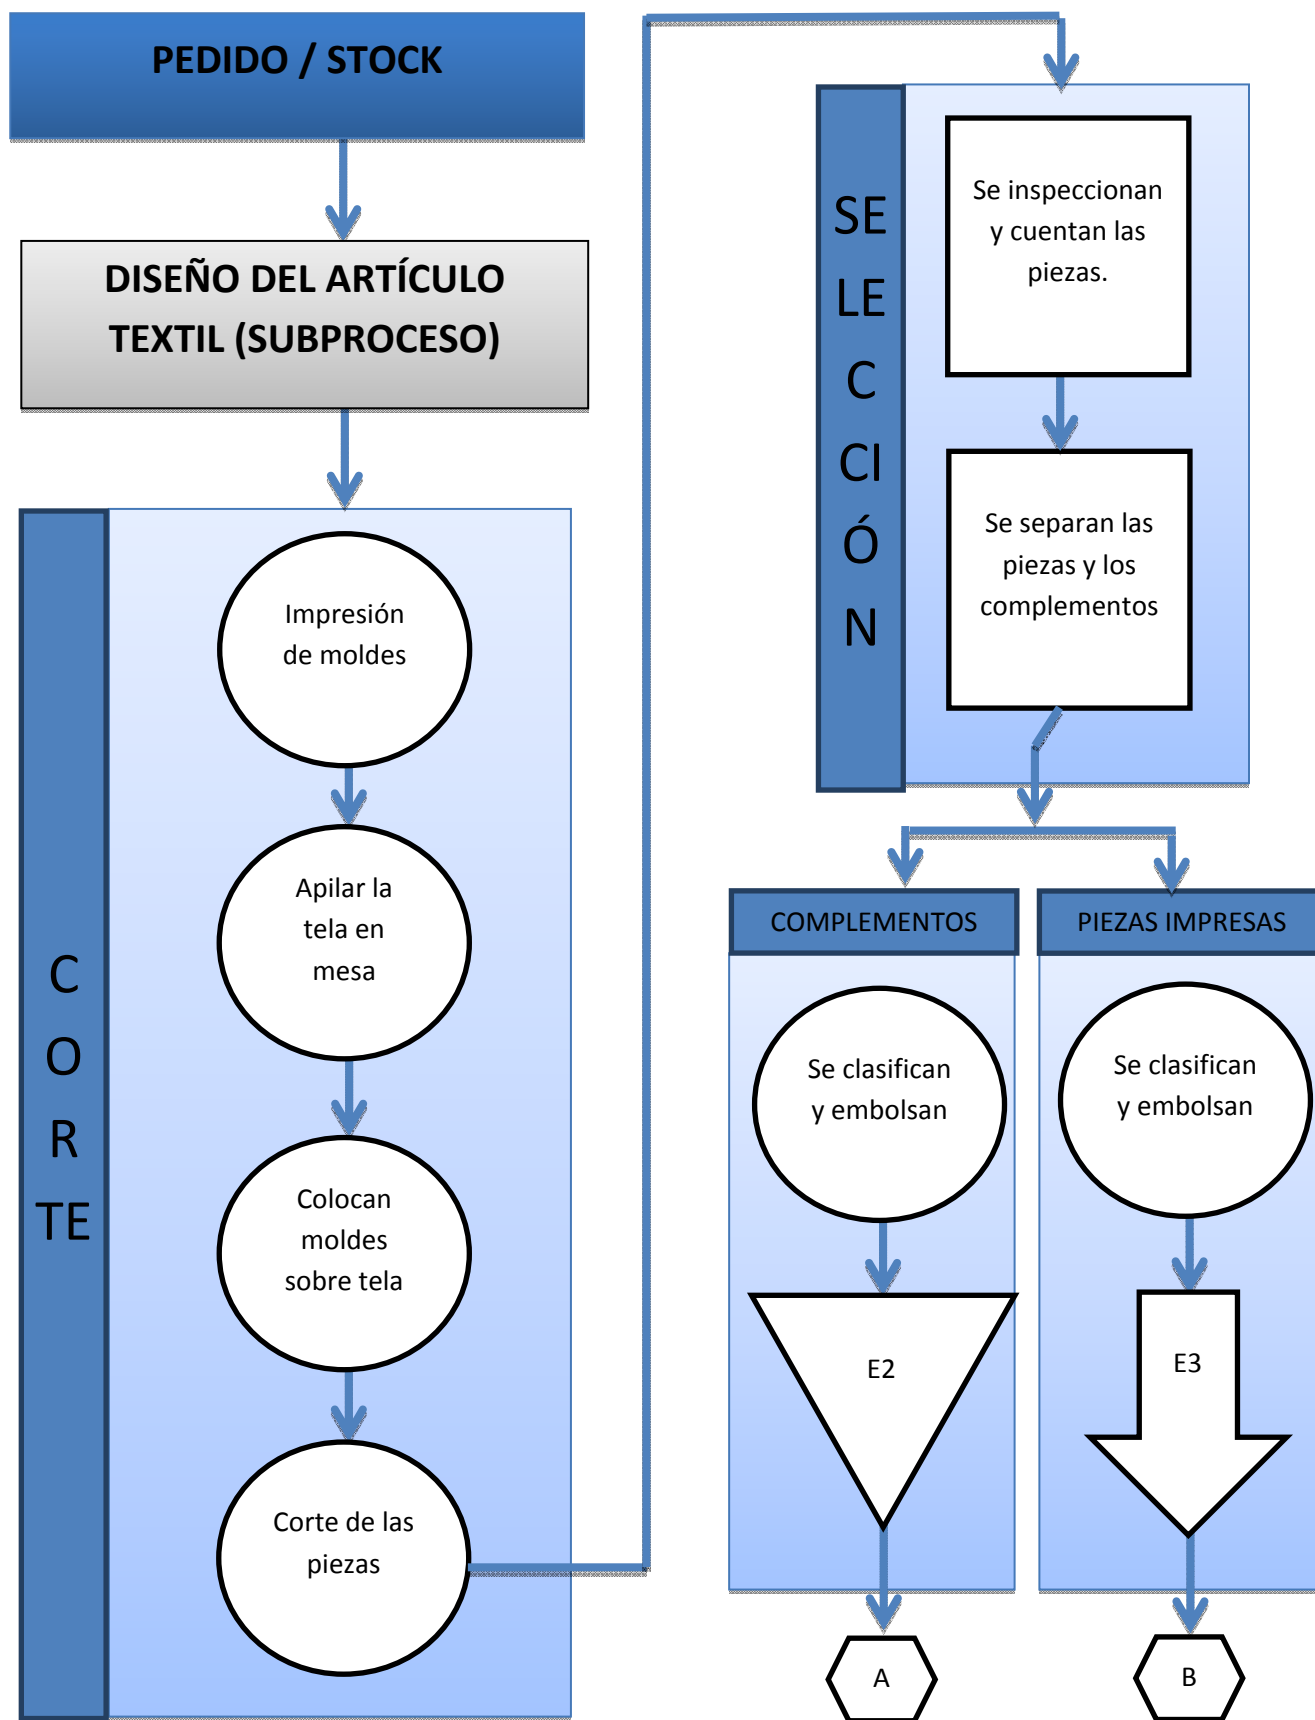 PEDIDO / STOCK
DISEÑO DEL ARTÍCULO
TEXTIL (SUBPROCESO)
C
O
R
TE
Impresión
de moldes
Apilar la
tela en
mesa
Colocan
moldes
sobre tela
Corte de las
piezas
SE
LE
C
CI
Ó
N
Se inspeccionan
y cuentan las
piezas.
Se separan las
piezas y los
complementos
COMPLEMENTOS
Se clasifican
y embolsan
E2
A
PIEZAS IMPRESAS
Se clasifican
y embolsan
E3
B